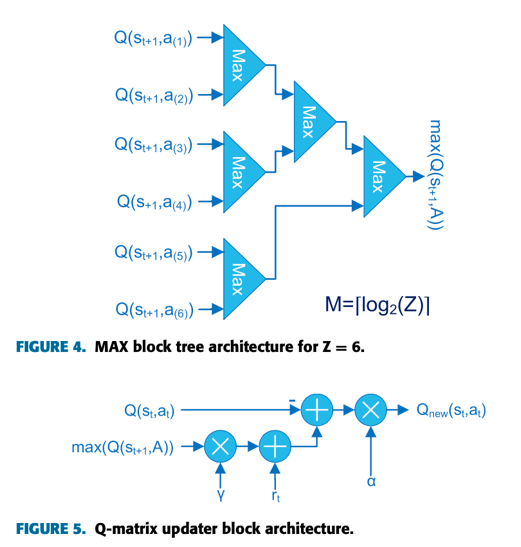 Q(st+1,a(1))
Max
Q(st+1,a(2))
Max
Q(st+1,a(3))
Max
Max
Q(s+1,a(4))
max(Q(st+1,A))
Q(st+1,a(5))
Max
Q(st+1,a(6))
M=⌈log2(Z)⌉
FIGURE 4. MAX block tree architecture for Z = 6.
Q(st,at)
-
+
×
Qnew(st,at)
max(Q(st+1,A))
×
+
γ
rt
α
FIGURE 5. Q-matrix updater block architecture.